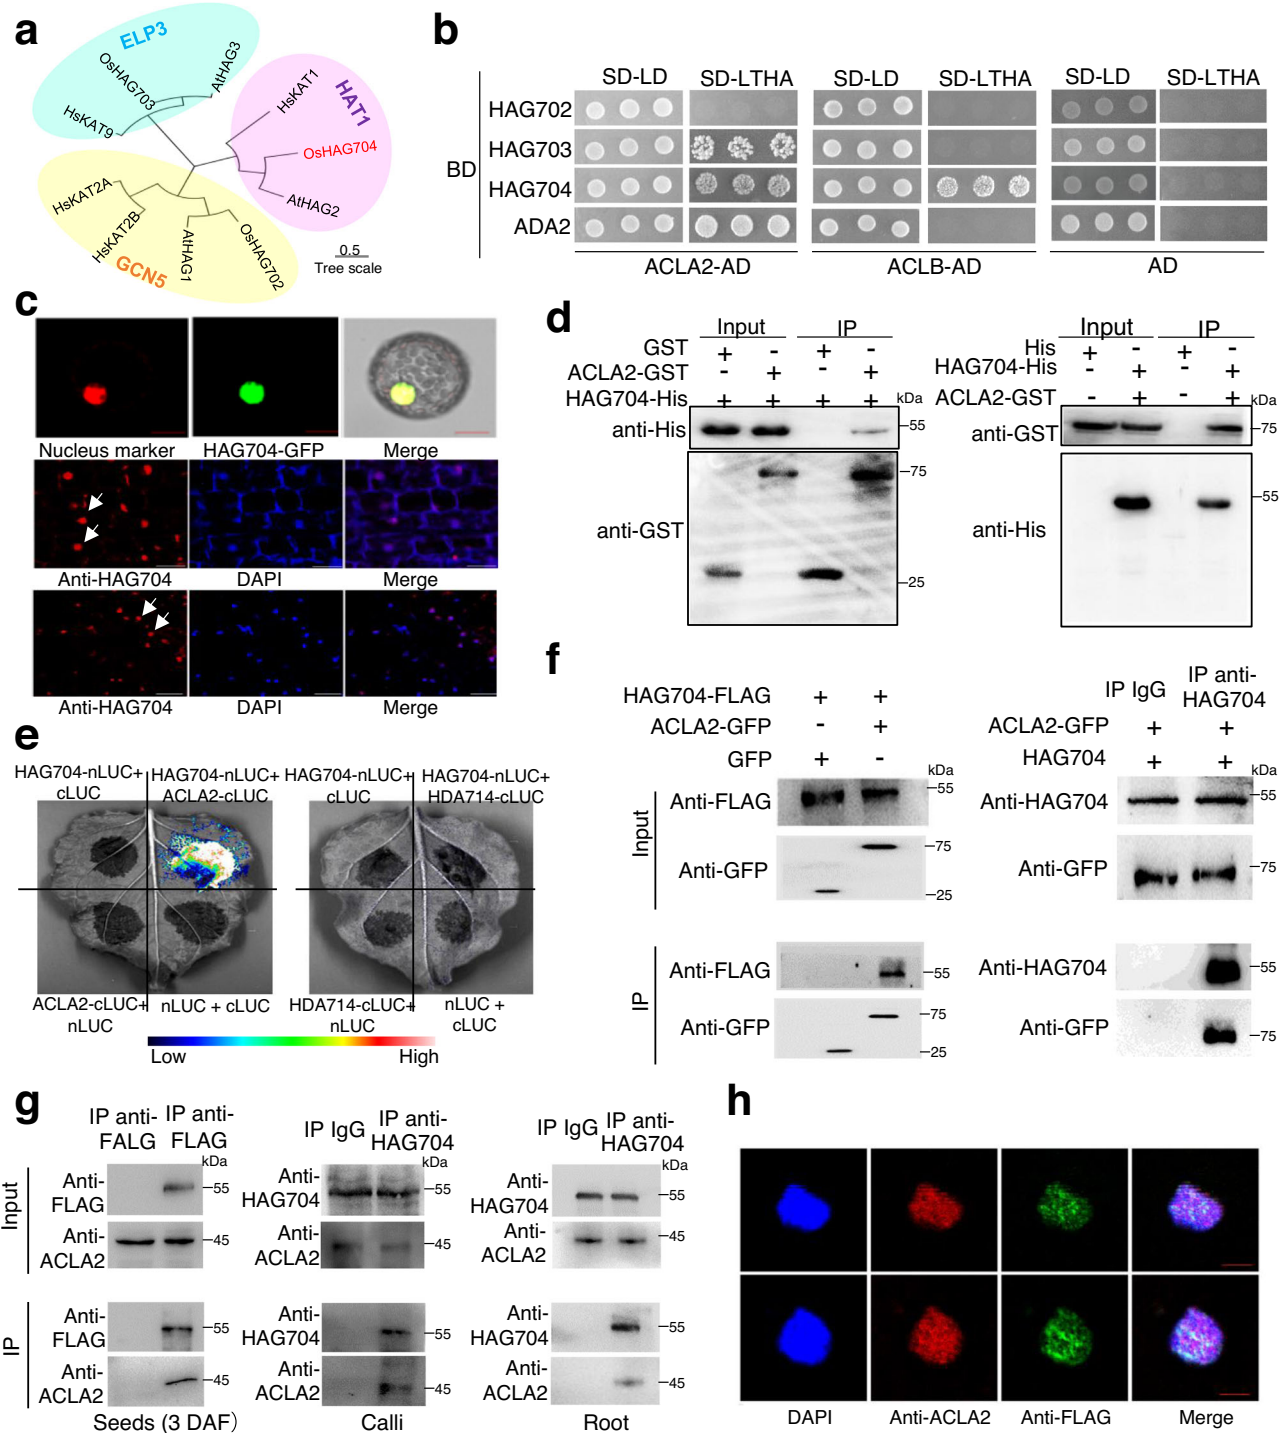 a
ELP3
OsHAG703
AtHAG3
HsKAT9
HsKAT1
HAT1
OsHAG704
AtHAG2
HsKAT2A
HsKAT2B
GCN5
AtHAG1
OsHAG702
0.5
Tree scale
b
SD-LD SD-LTHA SD-LD SD-LTHA SD-LD SD-LTHA
BD
HAG702
HAG703
HAG704
ADA2
ACLA2-AD ACLB-AD AD
c
Nucleus marker HAG704-GFP Merge
Anti-HAG704 DAPI Merge
Anti-HAG704 DAPI Merge
d
Input IP
GST + - + -
ACLA2-GST - + - +
HAG704-His + + + +
kDa
anti-His
55
75
anti-GST
25
Input IP
His + - + -
HAG704-His - + - +
ACLA2-GST - + - +
kDa
anti-GST
75
55
anti-His
e
HAG704-nLUC+
cLUC
HAG704-nLUC+
ACLA2-cLUC
HAG704-nLUC+
cLUC
HAG704-nLUC+
HDA714-cLUC
ACLA2-cLUC+
nLUC
nLUC + cLUC
HDA714-cLUC+
nLUC
nLUC +
cLUC
Low High
f
HAG704-FLAG + +
ACLA2-GFP - +
GFP + -
kDa
Input
Anti-FLAG
55
Anti-GFP
75
25
IP
Anti-FLAG
55
Anti-GFP
75
25
IP IgG
IP anti-
HAG704
ACLA2-GFP + +
HAG704 + +
kDa
Anti-HAG704
55
Anti-GFP
75
Anti-HAG704
55
Anti-GFP
75
g
IP anti-
FALG
IP anti-
FLAG
kDa
Input
Anti-
FLAG
55
Anti-
ACLA2
45
IP
Anti-
FLAG
55
Anti-
ACLA2
45
Seeds (3 DAF)
IP IgG
IP anti-
HAG704
kDa
Anti-
HAG704
55
Anti-
ACLA2
45
Anti-
HAG704
55
Anti-
ACLA2
45
Calli
IP IgG
IP anti-
HAG704
kDa
Anti-
HAG704
55
Anti-
ACLA2
45
Anti-
HAG704
55
Anti-
ACLA2
45
Root
h
DAPI Anti-ACLA2 Anti-FLAG Merge